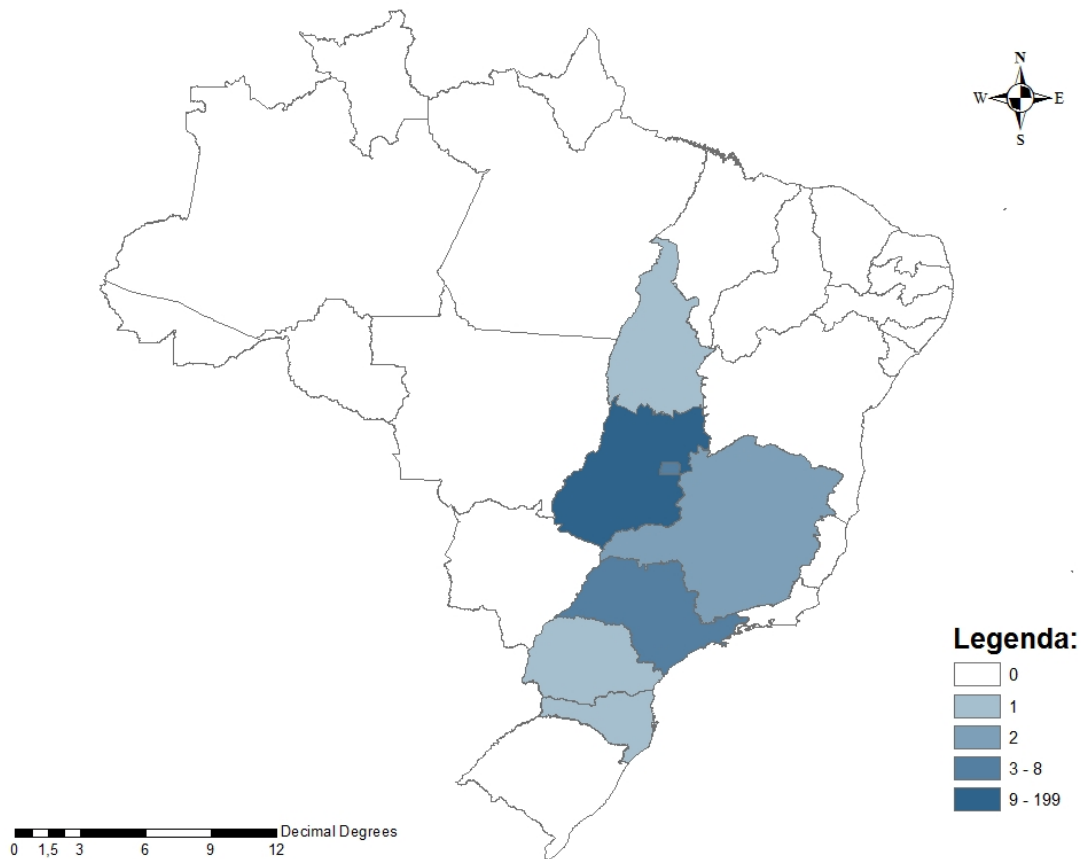 N
W E
S
Legenda:
0
1
2
3 - 8
9 - 199
Decimal Degrees
0 1,5 3 6 9 12